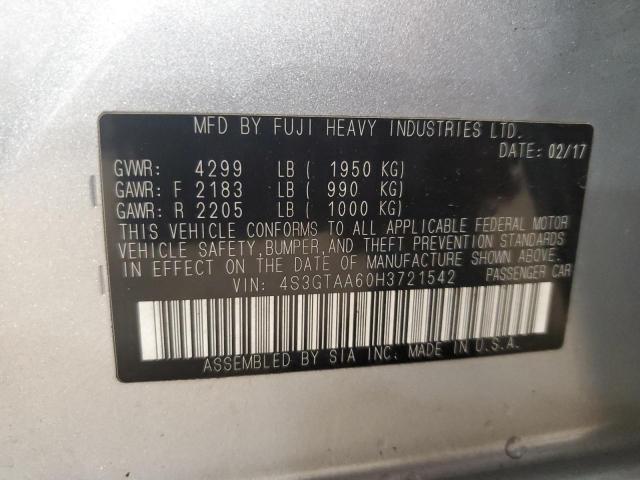 MFD BY FUJI HEAVY INDUSTRIES LTD.
DATE: 02/17
GVWR: 4299 LB ( 1950 KG)
GAWR: F 2183 LB ( 990 KG)
GAWR: R 2205 LB ( 1000 KG)
THIS VEHICLE CONFORMS TO ALL APPLICABLE FEDERAL MOTOR
VEHICLE SAFETY,BUMPER,AND THEFT PREVENTION STANDARDS
IN EFFECT ON THE DATE OF MANUFACTURE SHOWN ABOVE.
VIN: 4S3GTAA60H3721542 PASSENGER CAR
ASSEMBLED BY SIA INC. MADE IN U.S.A.